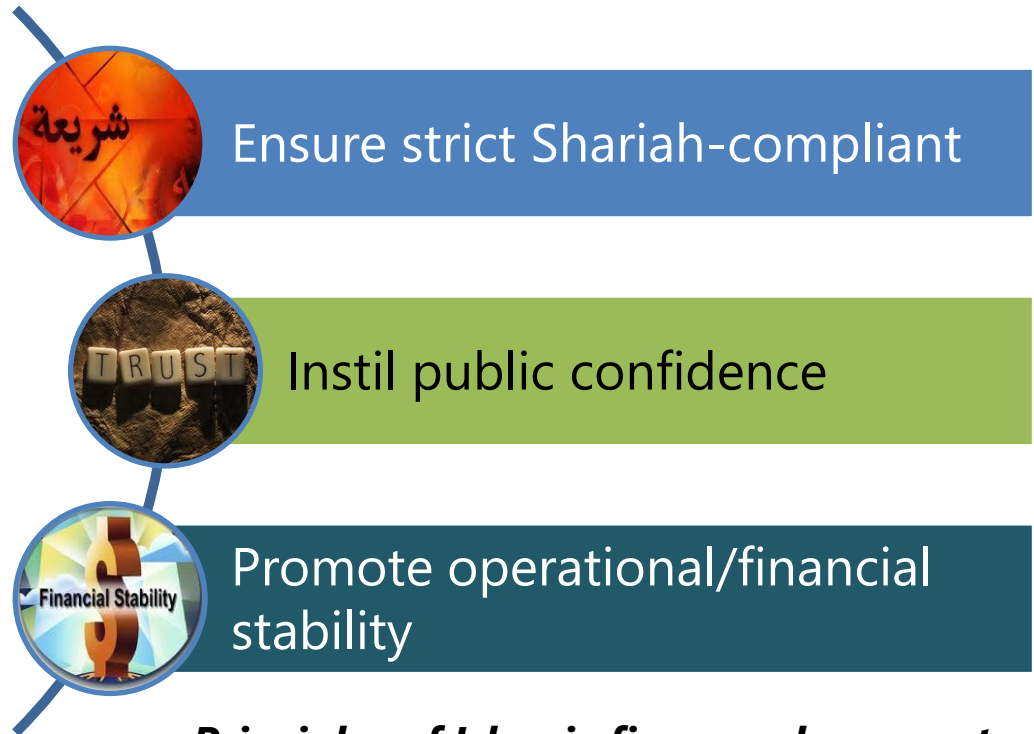 شريعة
Ensure strict Shariah-compliant
TRUST
Instil public confidence
Financial Stability
Promote operational/financial
stability